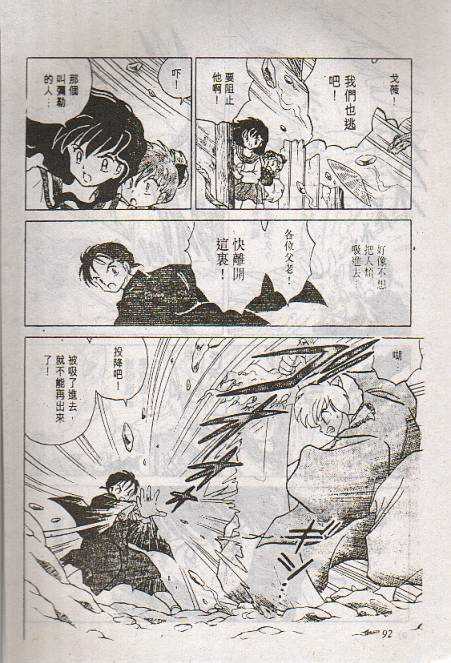 戈薇！
我們也逃
吧！
要阻止
他啊！
吓！
那個
叫彌勒
的人…
好像不想
把人類
吸進去…
各位父老！
快離開
這裏！
嘲…
投降吧！
被吸了進去，
就不能再出來
了！
92